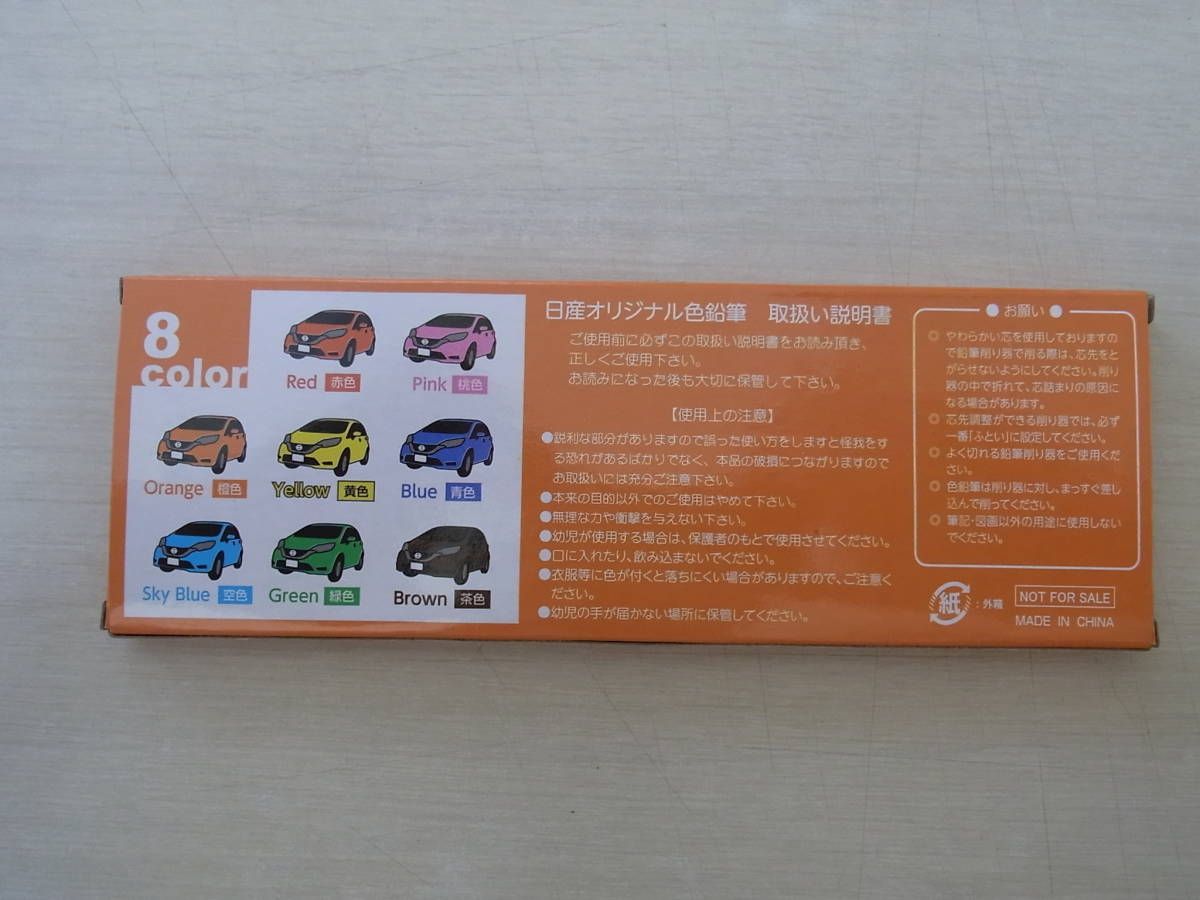 8
color
Red 赤色
Pink 桃色
Orange 橙色
Yellow 黄色
Blue 青色
Sky Blue 空色
Green 緑色
Brown 茶色
日産オリジナル色鉛筆 取扱い説明書
ご使用前に必ずこの取扱い説明書をお読み頂き、
正しくご使用下さい。
お読みになった後も大切に保管して下さい。
【使用上の注意】
●鋭利な部分がありますので誤った使い方をしますと怪我をす
る恐れがあるばかりでなく、本品の破損につながりますので
お取扱いには充分ご注意下さい。
●本来の目的以外でのご使用はやめて下さい。
●無理な力や衝撃を与えない下さい。
●幼児が使用する場合は、保護者のもとで使用させてください。
●口に入れたり、飲み込まないでください。
●衣服等に色が付くと落ちにくい場合がありますので、ご注意く
ださい。
●幼児の手が届かない場所に保管してください。
● お願い ●
◎ やわらかい芯を使用しておりますの
で鉛筆削り器で削る際は、芯先をと
がらせないようにしてください。削り
器の中で折れて、芯詰まりの原因に
なる場合があります。
◎ 芯先調整ができる削り器では、必ず
一番「ふとい」に設定してください。
◎ よく切れる鉛筆削り器をご使用くだ
さい。
◎ 色鉛筆は削り器に対し、まっすぐ差し
込んで削ってください。
◎ 筆記・図画以外の用途に使用しない
でください。
紙 :外箱
NOT FOR SALE
MADE IN CHINA